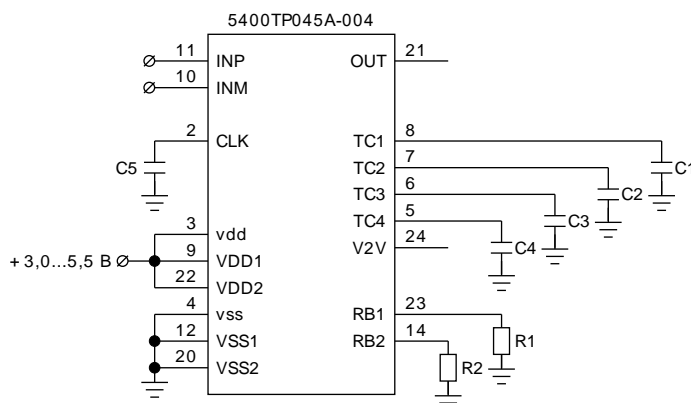 5400TP045A-004
11 INP OUT 21
10 INM
2 CLK TC1 8
C5 C1
TC2 7
C2
TC3 6
C3
TC4 5
C4
3 vdd V2V 24
+3,0...5,5 В 9 VDD1
22 VDD2
4 vss RB1 23
R1
12 VSS1 RB2 14
R2
20 VSS2